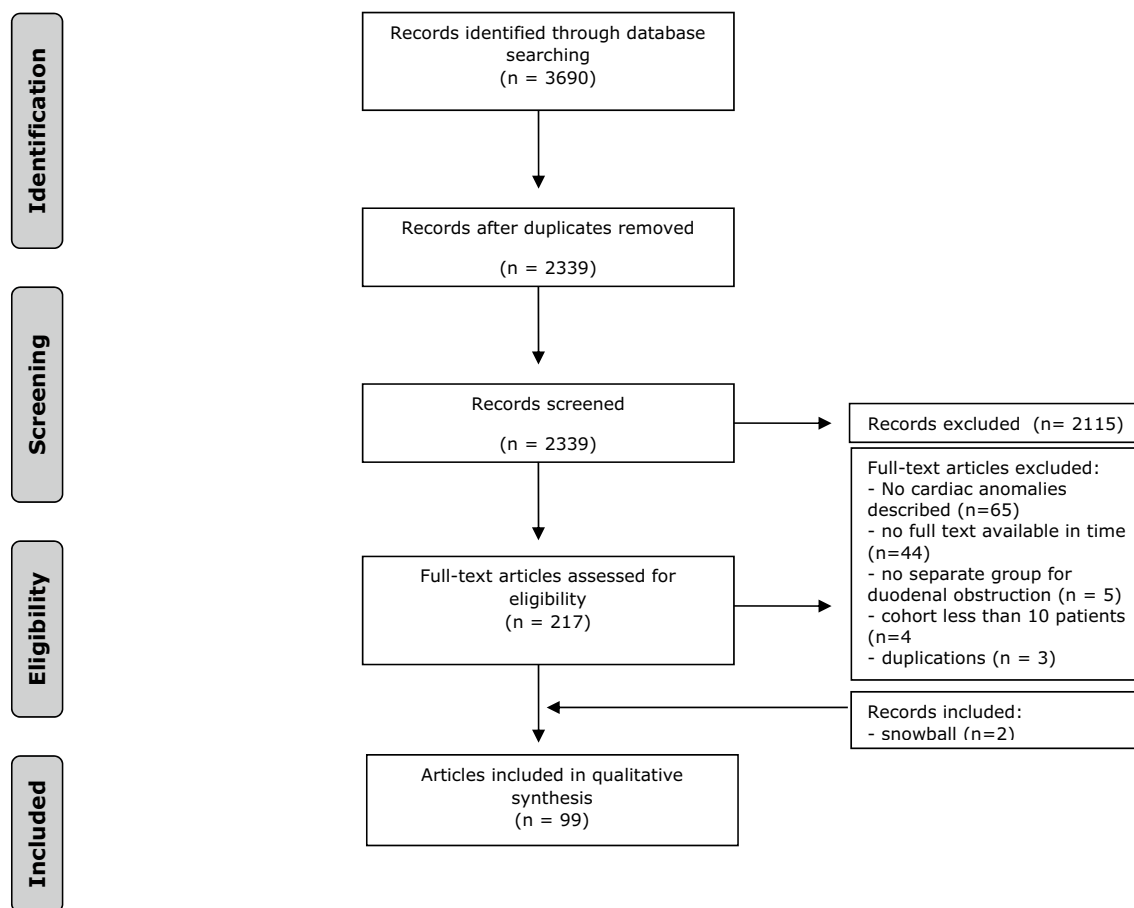 Identification
Records identified through database
searching
(n = 3690)
Records after duplicates removed
(n = 2339)
Screening
Records screened
(n = 2339)
Records excluded (n= 2115)
Full-text articles excluded:
- No cardiac anomalies
described (n=65)
- no full text available in time
(n=44)
- no separate group for
duodenal obstruction (n = 5)
- cohort less than 10 patients
(n=4
- duplications (n = 3)
Eligibility
Full-text articles assessed for
eligibility
(n = 217)
Records included:
- snowball (n=2)
Included
Articles included in qualitative
synthesis
(n = 99)